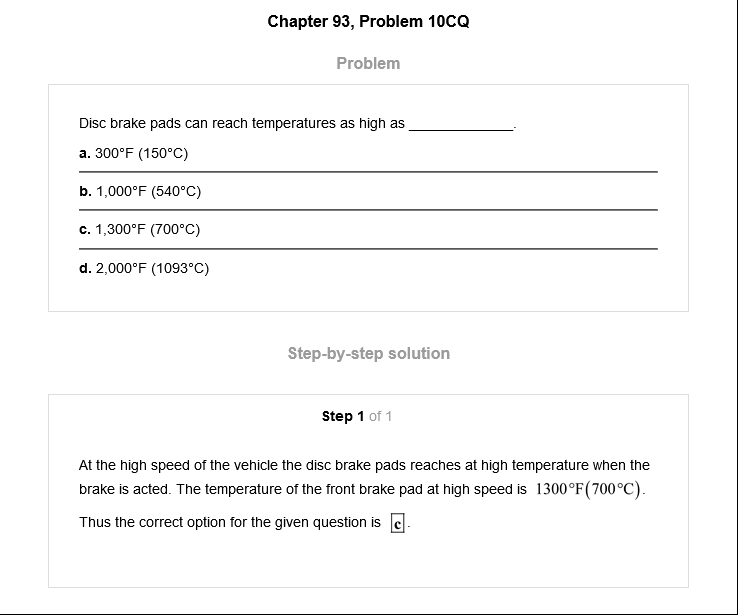 Chapter 93, Problem 10CQ
Problem
Disc brake pads can reach temperatures as high as _____________.
a. 300°F (150°C)
b. 1,000°F (540°C)
c. 1,300°F (700°C)
d. 2,000°F (1093°C)
Step-by-step solution
Step 1 of 1
At the high speed of the vehicle the disc brake pads reaches at high temperature when the
brake is acted. The temperature of the front brake pad at high speed is 1300°F(700°C).
Thus the correct option for the given question is c.